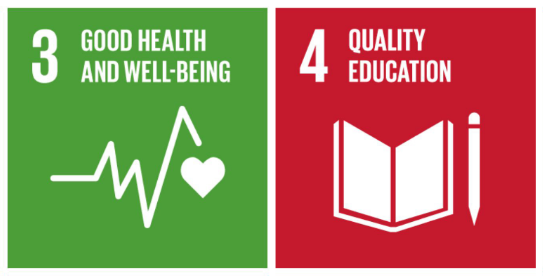 3 GOOD HEALTH
AND WELL-BEING
4 QUALITY
EDUCATION